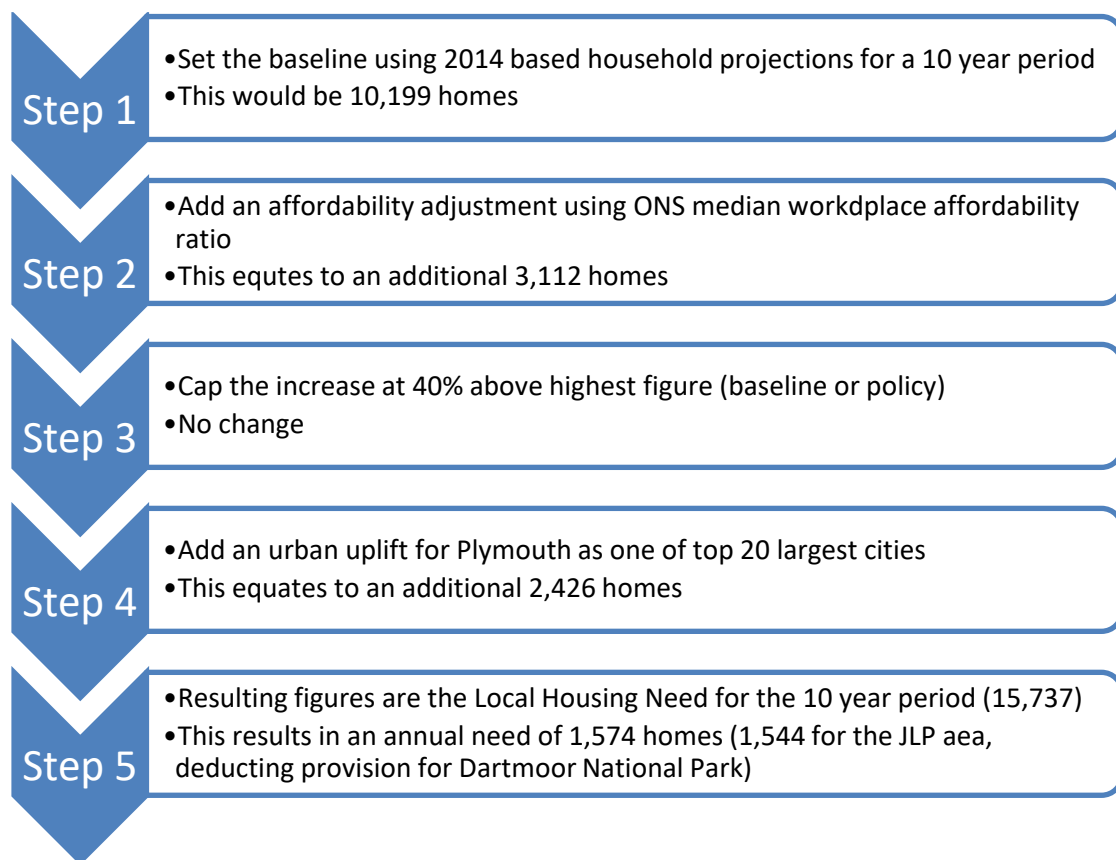 Step 1
•Set the baseline using 2014 based household projections for a 10 year period
•This would be 10,199 homes
Step 2
•Add an affordability adjustment using ONS median workdplace affordability
ratio
•This equtes to an additional 3,112 homes
Step 3
•Cap the increase at 40% above highest figure (baseline or policy)
•No change
Step 4
•Add an urban uplift for Plymouth as one of top 20 largest cities
•This equates to an additional 2,426 homes
Step 5
•Resulting figures are the Local Housing Need for the 10 year period (15,737)
•This results in an annual need of 1,574 homes (1,544 for the JLP aea,
deducting provision for Dartmoor National Park)